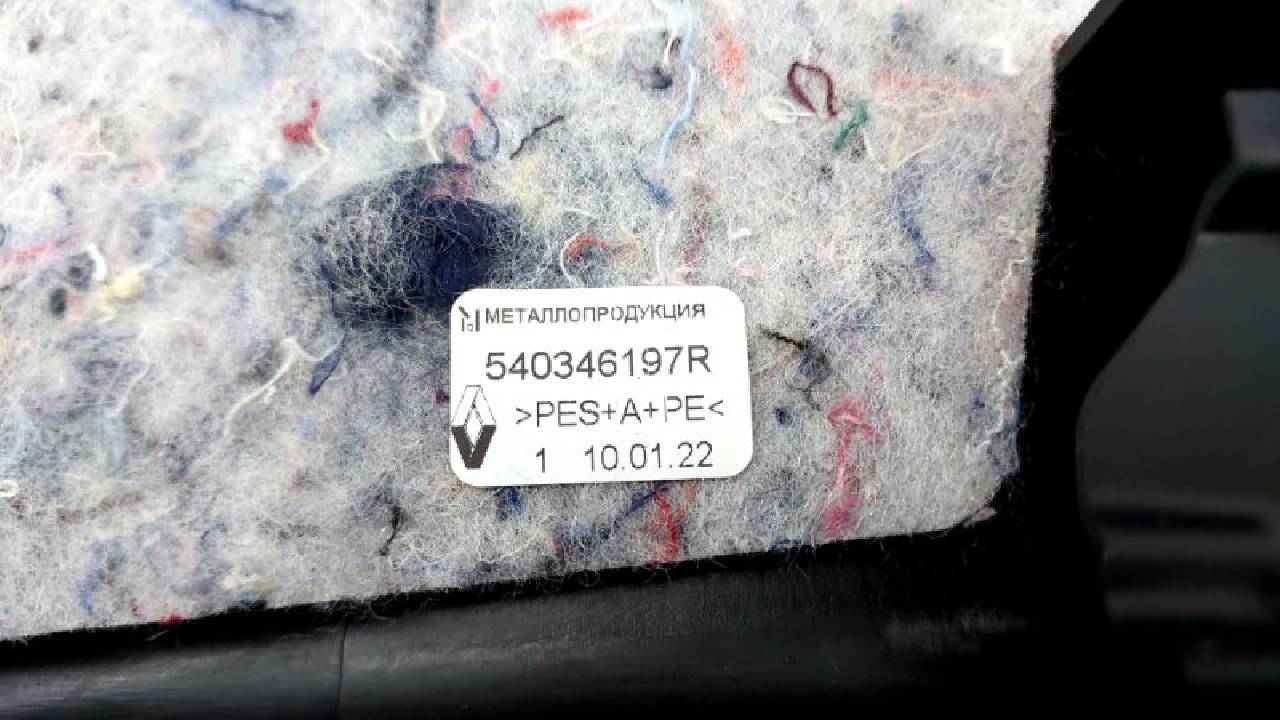 МЕТАЛЛОПРОДУКЦИЯ
540346197R
>PES+A+PE<
1 10.01.22